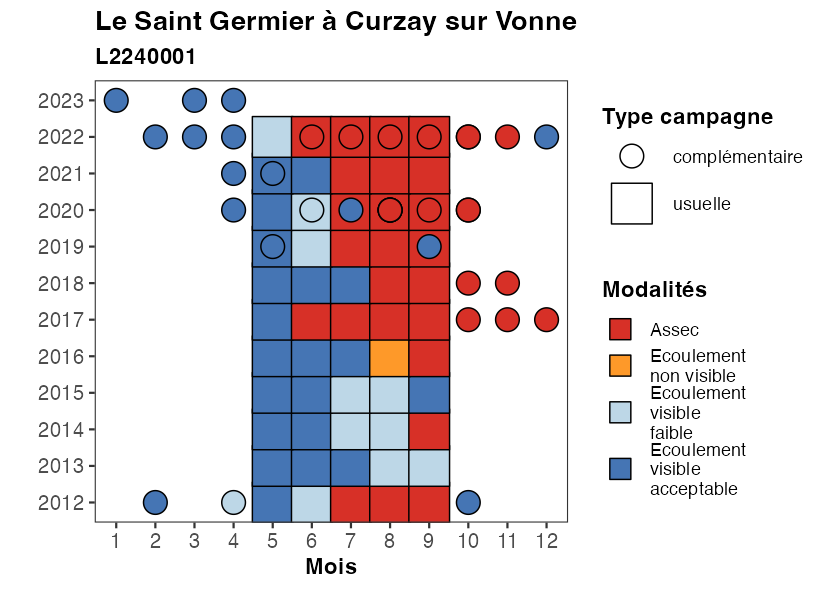 Le Saint Germier à Curzay sur Vonne
L2240001
2023
2022
2021
2020
2019
2018
2017
2016
2015
2014
2013
2012
1 2 3 4 5 6 7 8 9 10 11 12
Mois
Type campagne
complémentaire
usuelle
Modalités
Assec
Ecoulement
non visible
Ecoulement
visible
faible
Ecoulement
visible
acceptable